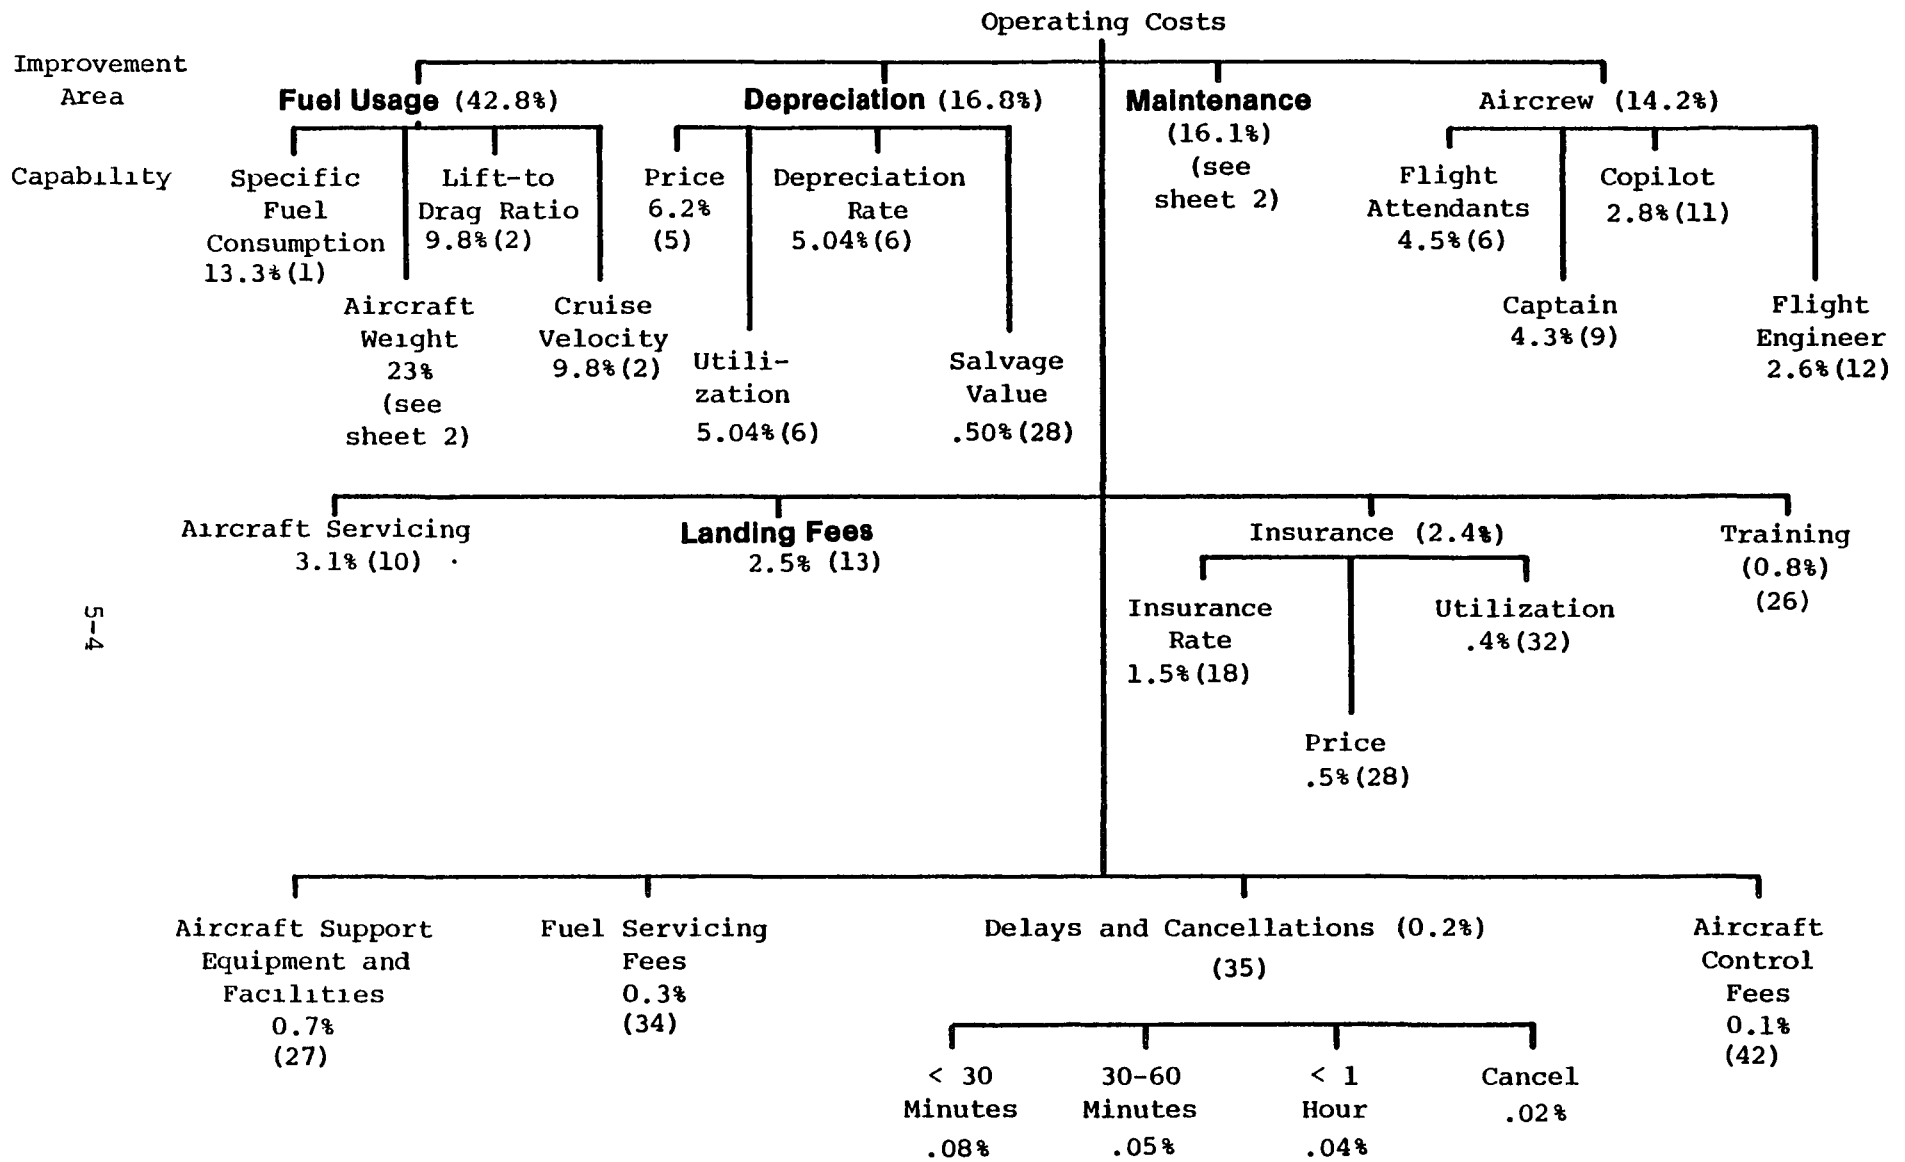 Operating Costs
Improvement
Area
Fuel Usage (42.8%)
Depreciation (16.8%)
Maintenance
(16.1%)
(see
sheet 2)
Aircrew (14.2%)
Capability
Specific
Fuel
Consumption
13.3%(1)
Lift-to
Drag Ratio
9.8%(2)
Aircraft
Weight
23%
(see
sheet 2)
Cruise
Velocity
9.8%(2)
Price
6.2%
(5)
Depreciation
Rate
5.04%(6)
Utili-
zation
5.04%(6)
Salvage
Value
.50%(28)
Flight
Attendants
4.5%(6)
Copilot
2.8%(11)
Captain
4.3%(9)
Flight
Engineer
2.6%(12)
Aircraft Servicing
3.1%(10)
Landing Fees
2.5% (13)
Insurance (2.4%)
Training
(0.8%)
(26)
Insurance
Rate
1.5%(18)
Utilization
.4%(32)
Price
.5%(28)
5-4
Aircraft Support
Equipment and
Facilities
0.7%
(27)
Fuel Servicing
Fees
0.3%
(34)
Delays and Cancellations (0.2%)
(35)
Aircraft
Control
Fees
0.1%
(42)
< 30
Minutes
.08%
30-60
Minutes
.05%
< 1
Hour
.04%
Cancel
.02%